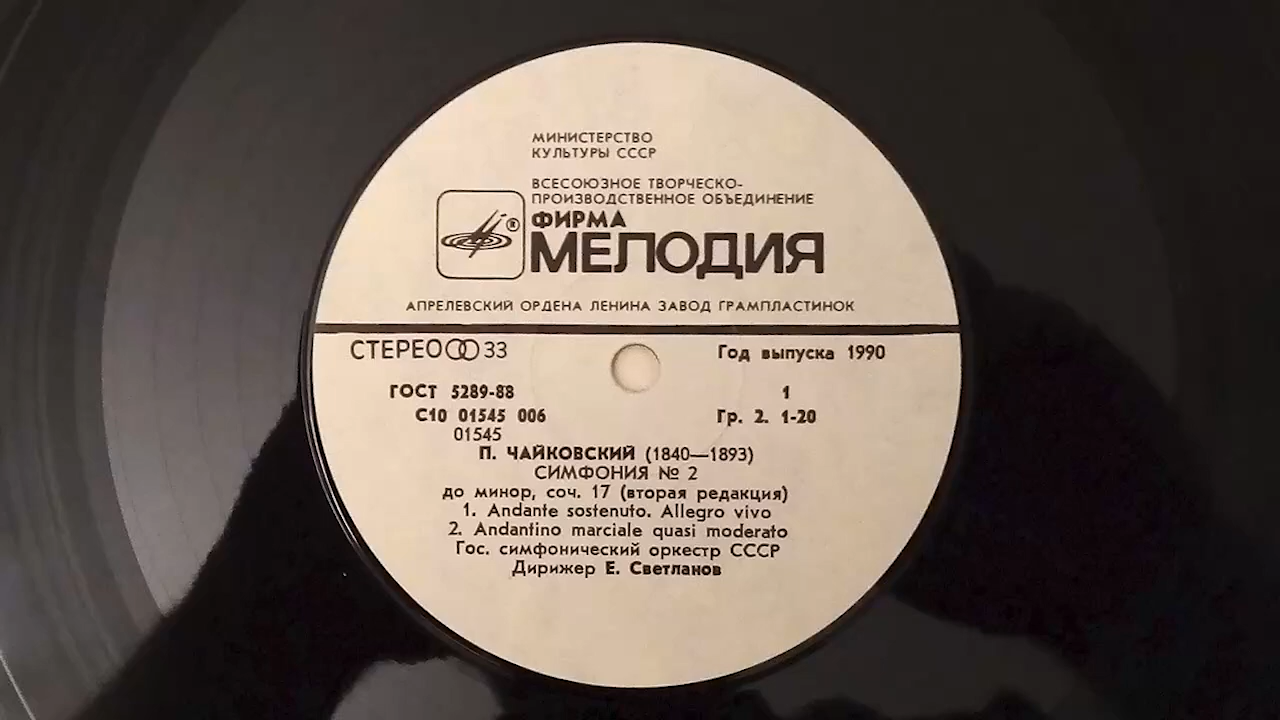 МИНИСТЕРСТВО
КУЛЬТУРЫ СССР
ВСЕСОЮЗНОЕ ТВОРЧЕСКО-
ПРОИЗВОДСТВЕННОЕ ОБЪЕДИНЕНИЕ
®
ФИРМА
МЕЛОДИЯ
АПРЕЛЕВСКИЙ ОРДЕНА ЛЕНИНА ЗАВОД ГРАМПЛАСТИНОК
СТЕРЕО 33 Год выпуска 1990
ГОСТ 5289-88 1
С10 01545 006 Гр. 2. 1-20
01545
П. ЧАЙКОВСКИЙ (1840—1893)
СИМФОНИЯ № 2
до минор, соч. 17 (вторая редакция)
1. Andante sostenuto. Allegro vivo
2. Andantino marciale quasi moderato
Гос. симфонический оркестр СССР
Дирижер Е. Светланов